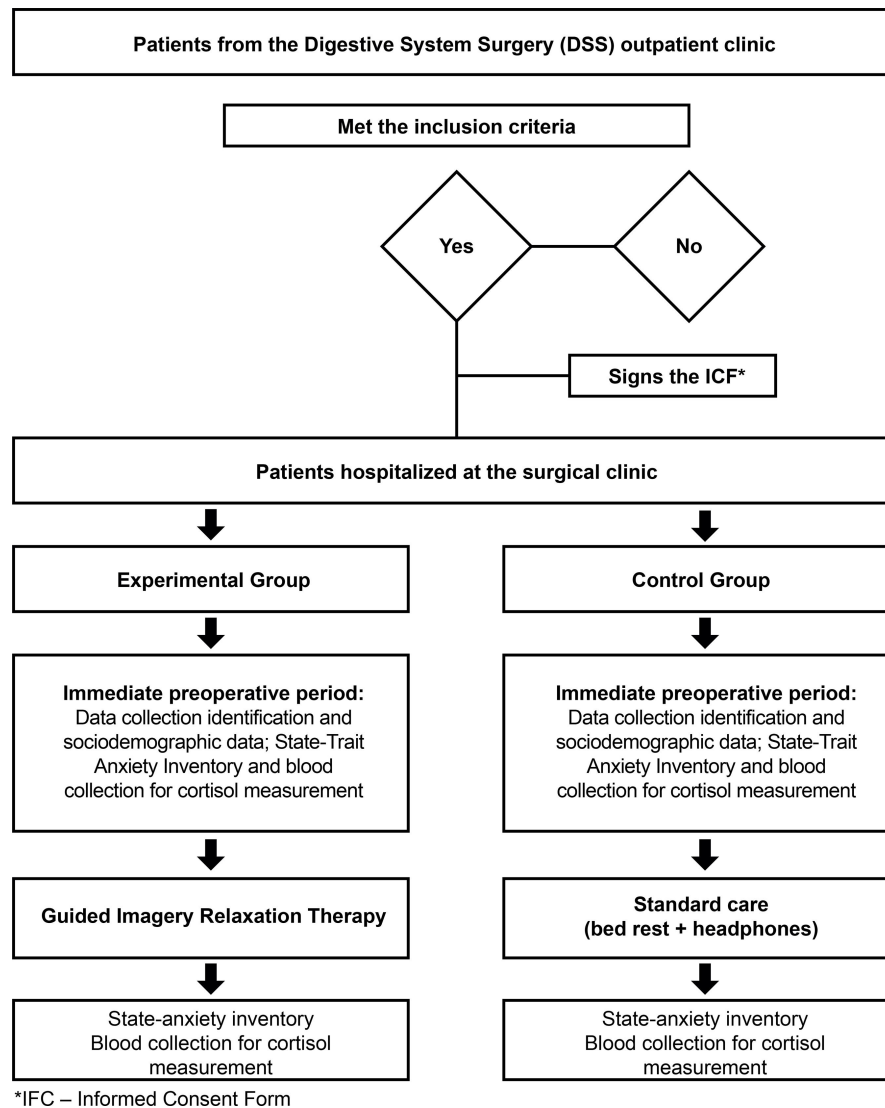 Patients from the Digestive System Surgery (DSS) outpatient clinic
Met the inclusion criteria
Yes
No
Signs the ICF*
Patients hospitalized at the surgical clinic
Experimental Group
Control Group
Immediate preoperative period:
Data collection identification and
sociodemographic data; State-Trait
Anxiety Inventory and blood
collection for cortisol measurement
Immediate preoperative period:
Data collection identification and
sociodemographic data; State-Trait
Anxiety Inventory and blood
collection for cortisol measurement
Guided Imagery Relaxation Therapy
Standard care
(bed rest + headphones)
State-anxiety inventory
Blood collection for cortisol
measurement
State-anxiety inventory
Blood collection for cortisol
measurement
*IFC – Informed Consent Form